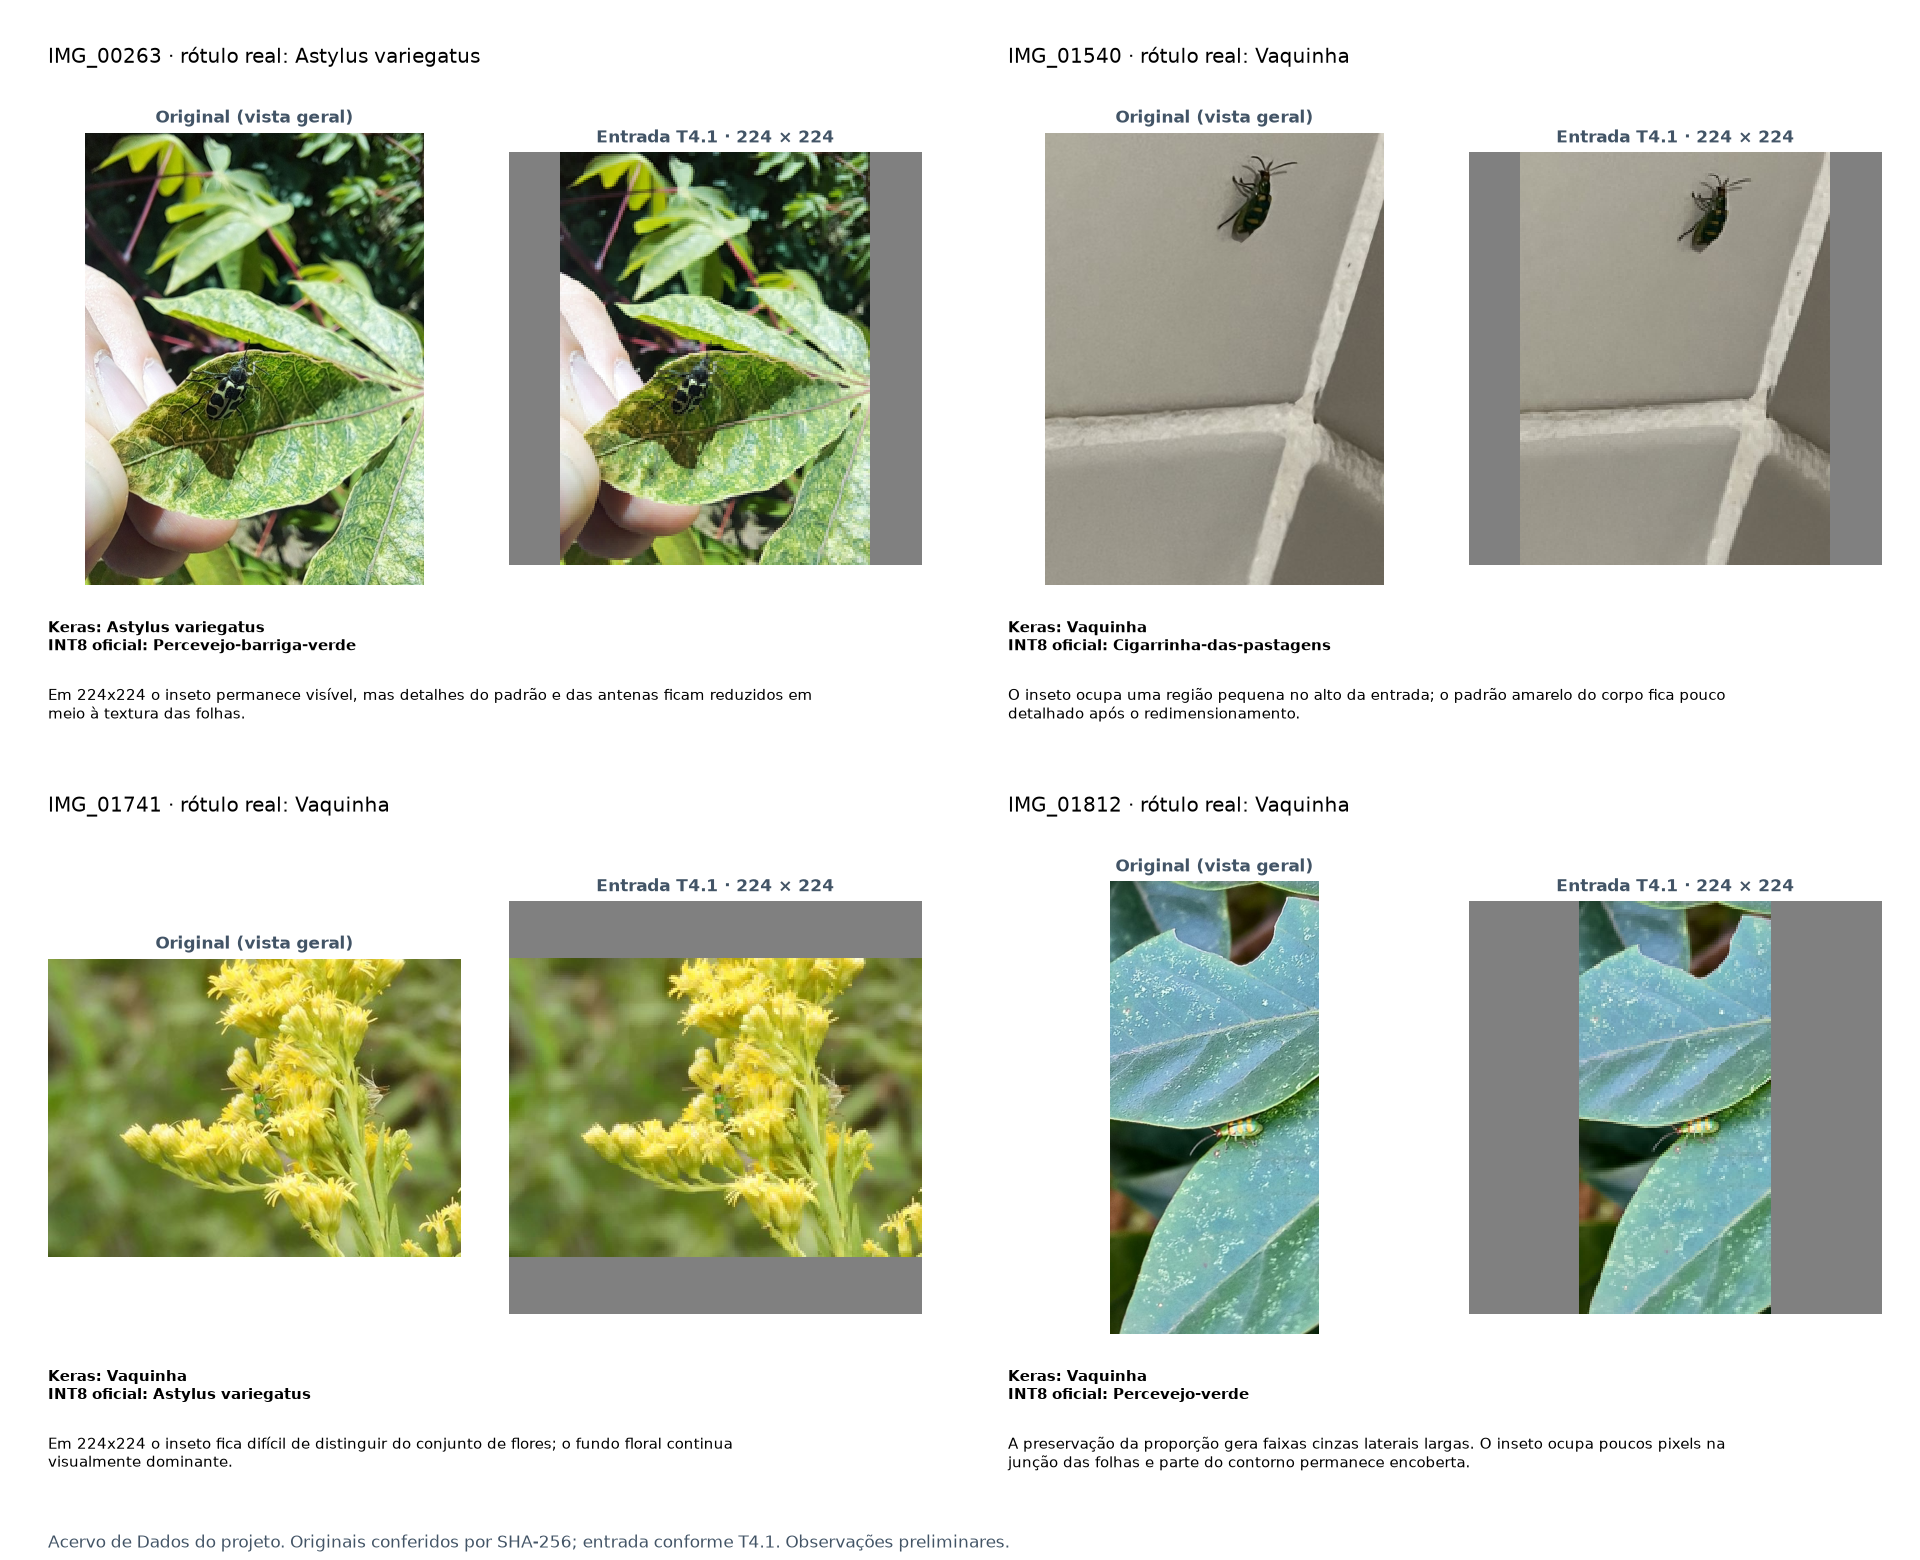 IMG_00263 · rótulo real: Astylus variegatus
Original (vista geral)
Entrada T4.1 · 224 × 224
Keras: Astylus variegatus
INT8 oficial: Percevejo-barriga-verde
Em 224x224 o inseto permanece visível, mas detalhes do padrão e das antenas ficam reduzidos em
meio à textura das folhas.
IMG_01540 · rótulo real: Vaquinha
Original (vista geral)
Entrada T4.1 · 224 × 224
Keras: Vaquinha
INT8 oficial: Cigarrinha-das-pastagens
O inseto ocupa uma região pequena no alto da entrada; o padrão amarelo do corpo fica pouco
detalhado após o redimensionamento.
IMG_01741 · rótulo real: Vaquinha
Original (vista geral)
Entrada T4.1 · 224 × 224
Keras: Vaquinha
INT8 oficial: Astylus variegatus
Em 224x224 o inseto fica difícil de distinguir do conjunto de flores; o fundo floral continua
visualmente dominante.
IMG_01812 · rótulo real: Vaquinha
Original (vista geral)
Entrada T4.1 · 224 × 224
Keras: Vaquinha
INT8 oficial: Percevejo-verde
A preservação da proporção gera faixas cinzas laterais largas. O inseto ocupa poucos pixels na
junção das folhas e parte do contorno permanece encoberta.
Acervo de Dados do projeto. Originais conferidos por SHA-256; entrada conforme T4.1. Observações preliminares.